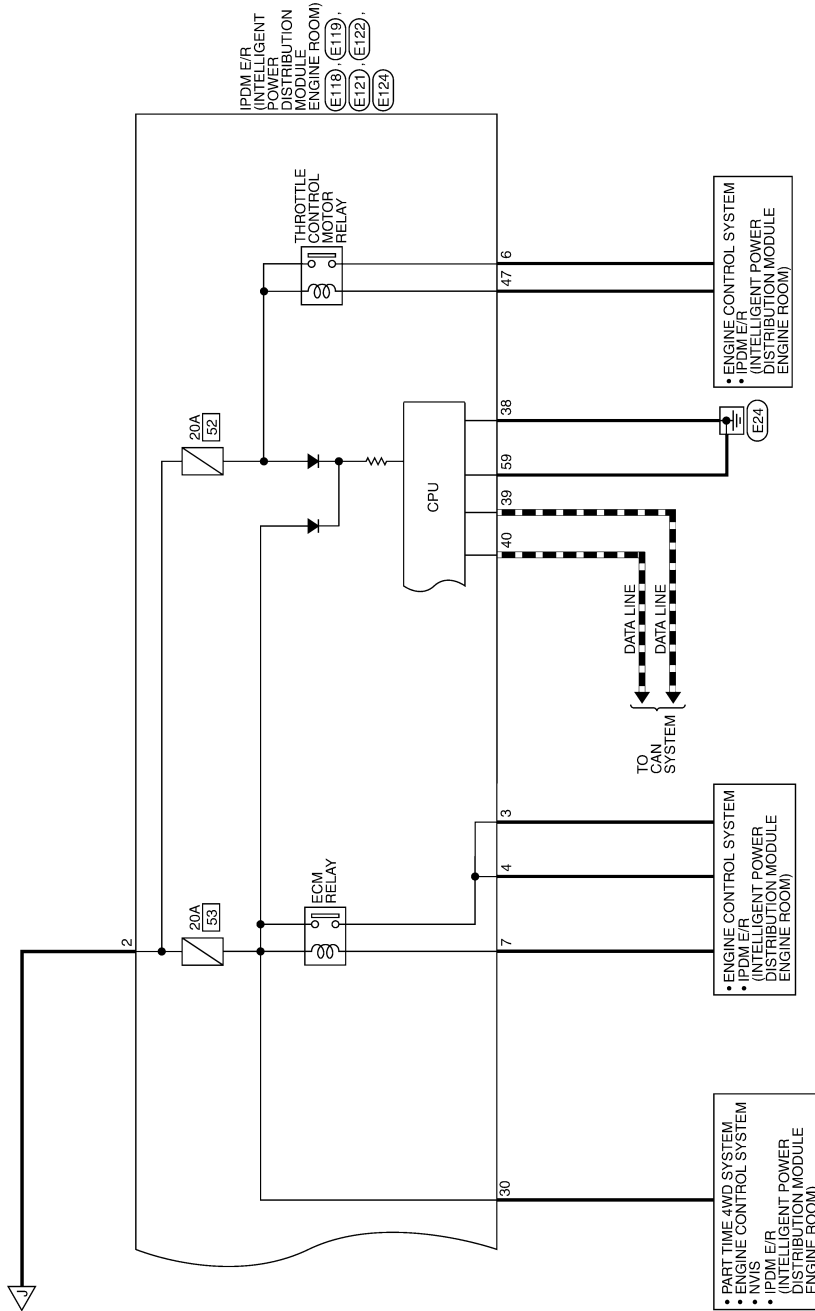 IPDM E/R
(INTELLIGENT
POWER
DISTRIBUTION
MODULE
ENGINE ROOM)
E118 , E119 ,
E121 , E122 ,
E124
J
2
20A
53
20A
52
THROTTLE
CONTROL
MOTOR
RELAY
ECM
RELAY
CPU
30
7
4
3
40
39
59
38
47
6
DATA LINE
DATA LINE
TO
CAN
SYSTEM
E24
• PART TIME 4WD SYSTEM
• ENGINE CONTROL SYSTEM
• NVIS
• IPDM E/R
(INTELLIGENT POWER
DISTRIBUTION MODULE
ENGINE ROOM)
• ENGINE CONTROL SYSTEM
• IPDM E/R
(INTELLIGENT POWER
DISTRIBUTION MODULE
ENGINE ROOM)
• ENGINE CONTROL SYSTEM
• IPDM E/R
(INTELLIGENT POWER
DISTRIBUTION MODULE
ENGINE ROOM)